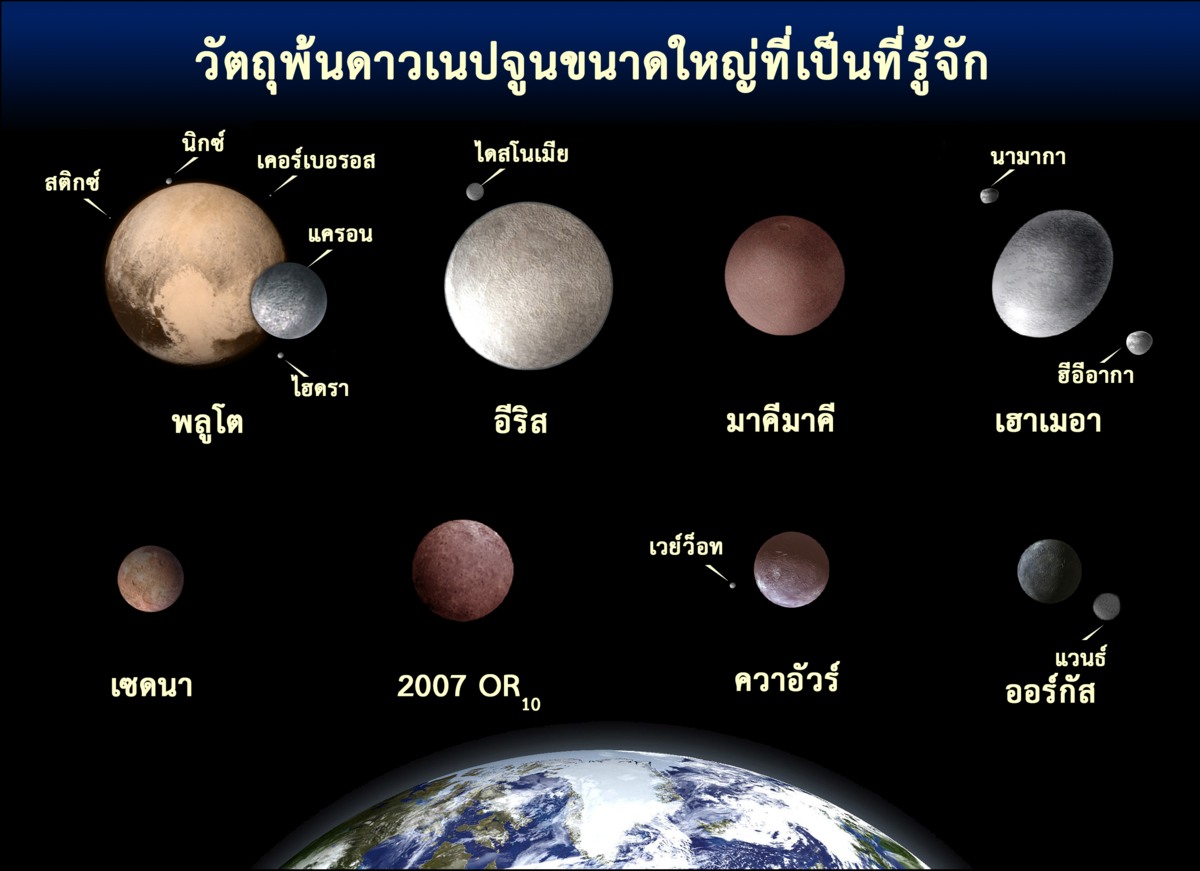 วัตถุพ้นดาวเนปจูนขนาดใหญ่ที่เป็นที่รู้จัก
นิกซ์
เคอร์เบอรอส
สติกซ์
แครอน
ไฮดรา
พลูโต
ไดสโนเมีย
อีริส
มาคีมาคี
นามากา
ฮีอีอากา
เฮาเมอา
เซดนา
2007 OR10
เวย์ว็อท
ควาอัวร์
แวนธ์
ออร์กัส